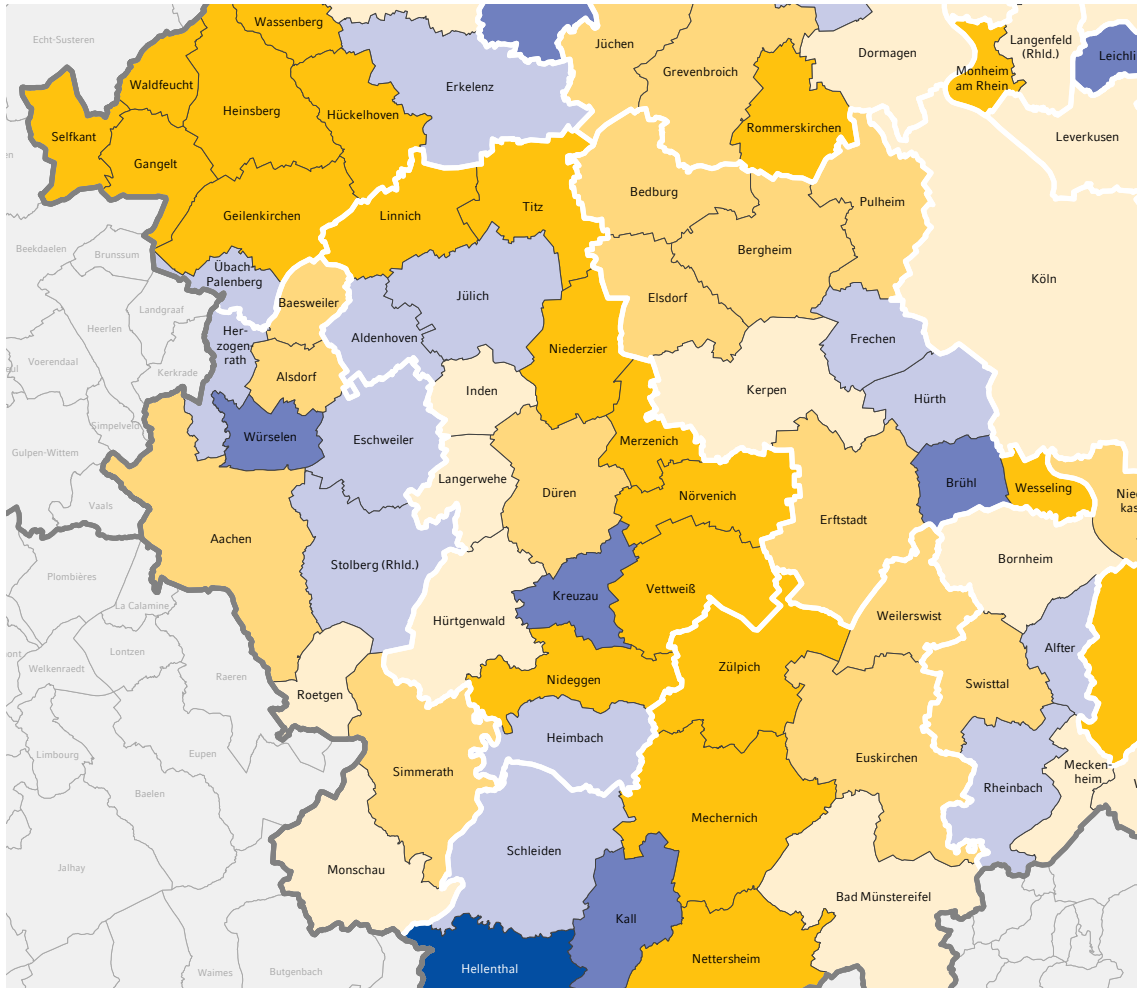 Wassenberg
Echt-Susteren
Jüchen
Dormagen
Langenfeld
(Rhld.)
Grevenbroich
Monheim
am Rhein
Waldfeucht
Erkelenz
Heinsberg
Hückelhoven
Rommerskirchen
Selfkant
Leverkusen
Gangelt
Bedburg
Pulheim
Geilenkirchen
Linnich
Titz
Beekdaelen
Brunssum
Bergheim
Übach-
Palenberg
Köln
Jülich
Elsdorf
Baesweiler
Landgraaf
Heerlen
Her-
zogen-
rath
Aldenhoven
Frechen
Niederzier
Voerendaal
Kerkrade
Alsdorf
Inden
Kerpen
Hürth
Simpelveld
Würselen
Eschweiler
Merzenich
Gulpen-Wittem
Langerwehe
Brühl
Wesseling
Düren
Nörvenich
Vaals
Erftstadt
Aachen
Bornheim
Stolberg (Rhld.)
Plombières
Vettweiß
Kreuzau
La Calamine
Weilerswist
Hürtgenwald
Alfter
Lontzen
Welkenraedt
Zülpich
Raeren
Nideggen
Swisttal
Roetgen
Heimbach
Limbourg
Eupen
Euskirchen
Simmerath
Mecken-
heim
Rheinbach
Baelen
Mechernich
Schleiden
Jalhay
Monschau
Bad Münstereifel
Kall
Nettersheim
Hellenthal
Waimes
Butgenbach